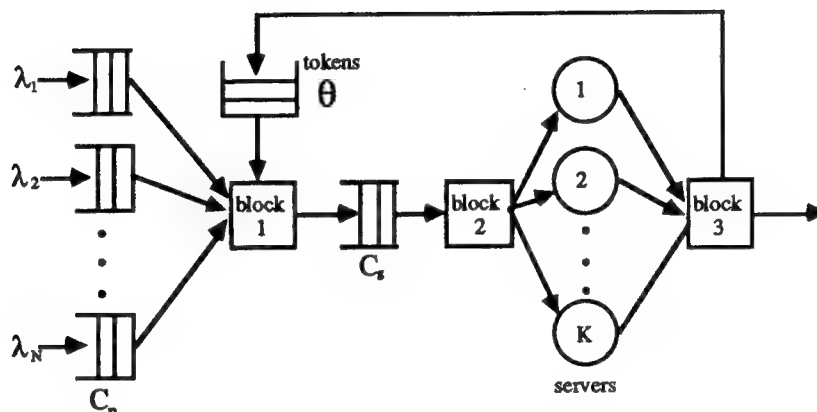 tokens
θ
λ1
λ2
λN
Cn
block
1
Cs
block
2
1
2
K
servers
block
3